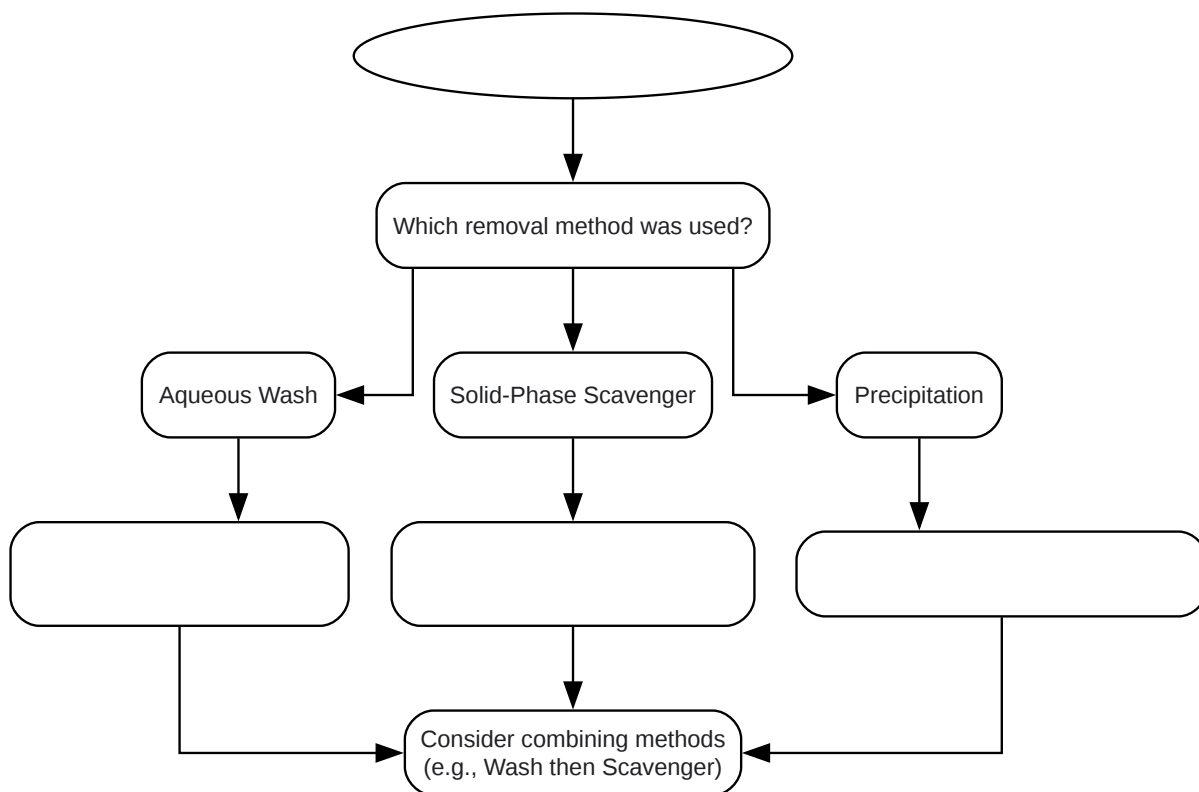 Which removal method was used?
Aqueous Wash
Solid-Phase Scavenger
Precipitation
Consider combining methods
(e.g., Wash then Scavenger)